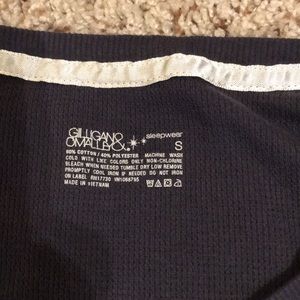 GILLIGAN &
O'MALLEY sleepwear
S
60% COTTON / 40% POLYESTER MACHINE WASH
COLD WITH LIKE COLORS ONLY NON-CHLORINE
BLEACH WHEN NEEDED TUMBLE DRY LOW REMOVE
PROMPTLY COOL IRON IF NEEDED DO NOT IRON
ON LABEL RN17730
MADE IN VIETNAM